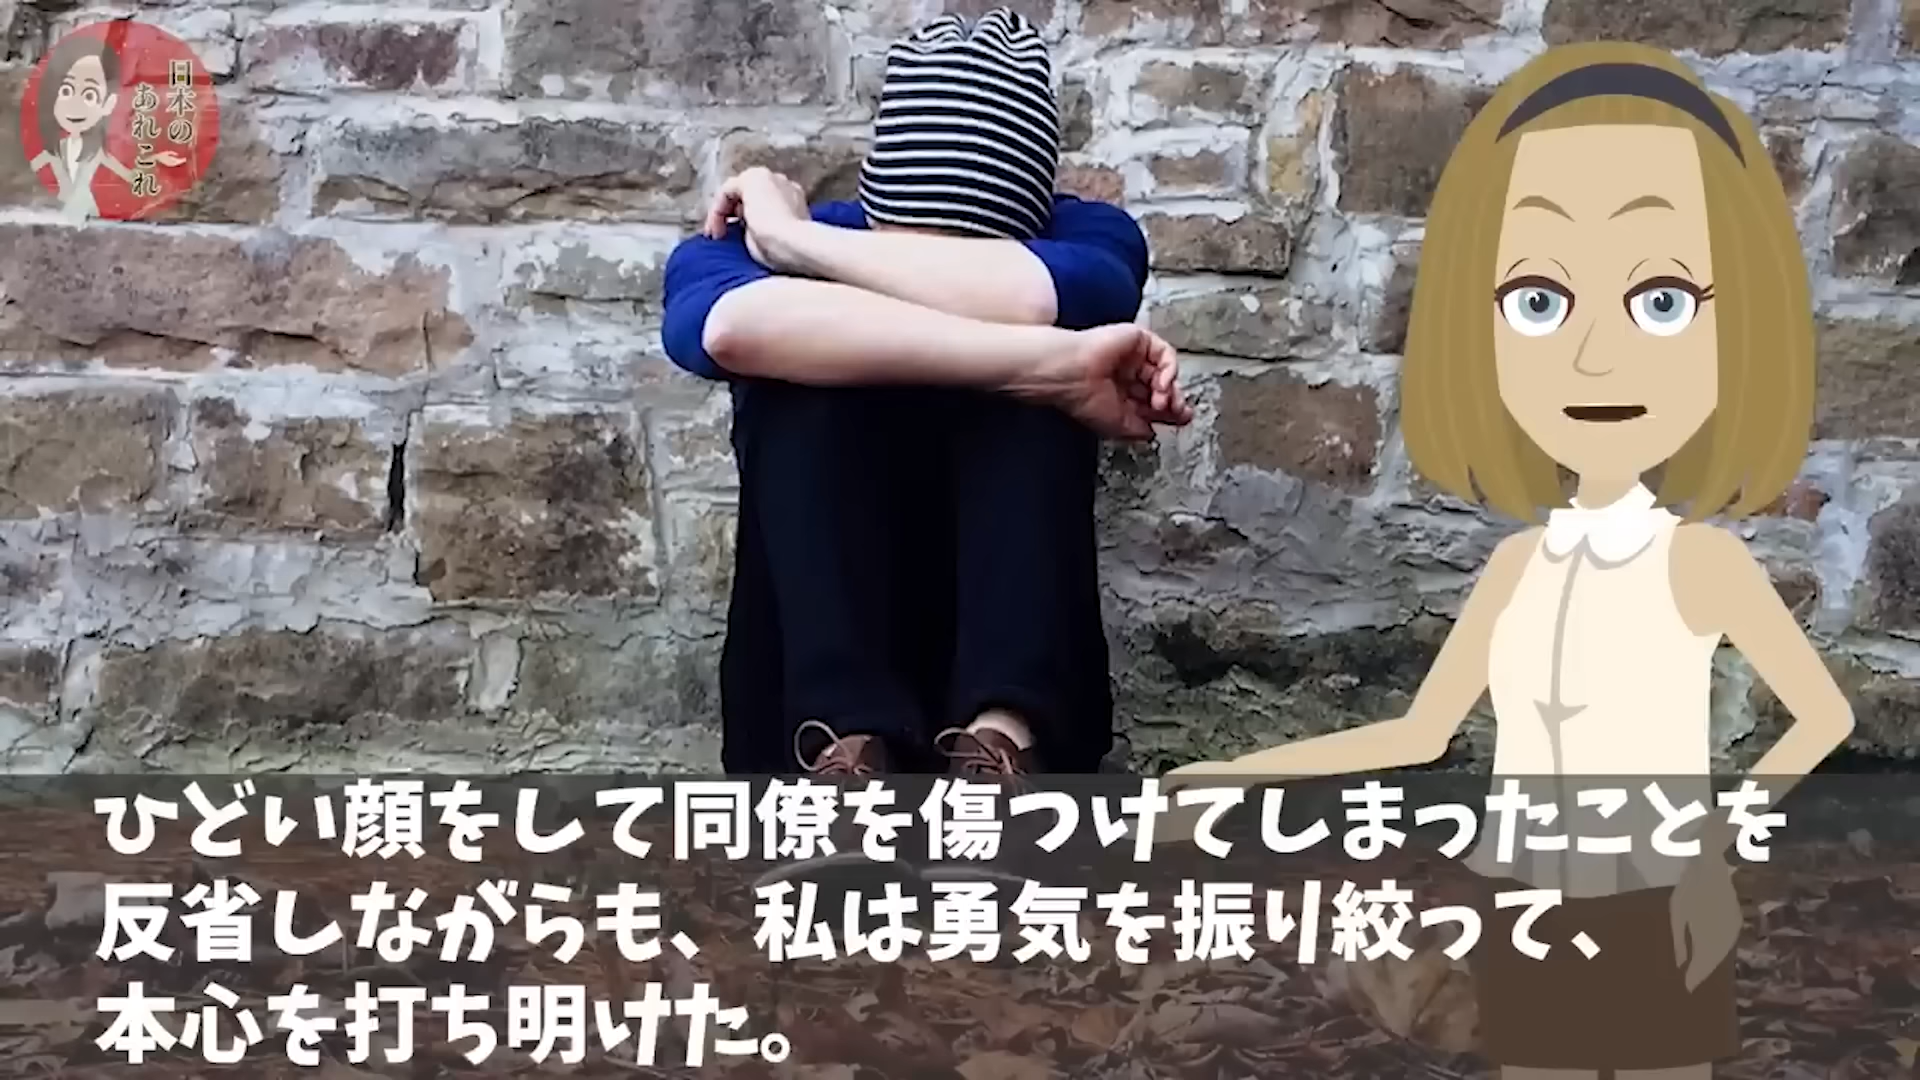 日本の
あれこれ
ひどい顔をして同僚を傷つけてしまったことを
反省しながらも、私は勇気を振り絞って、
本心を打ち明けた。